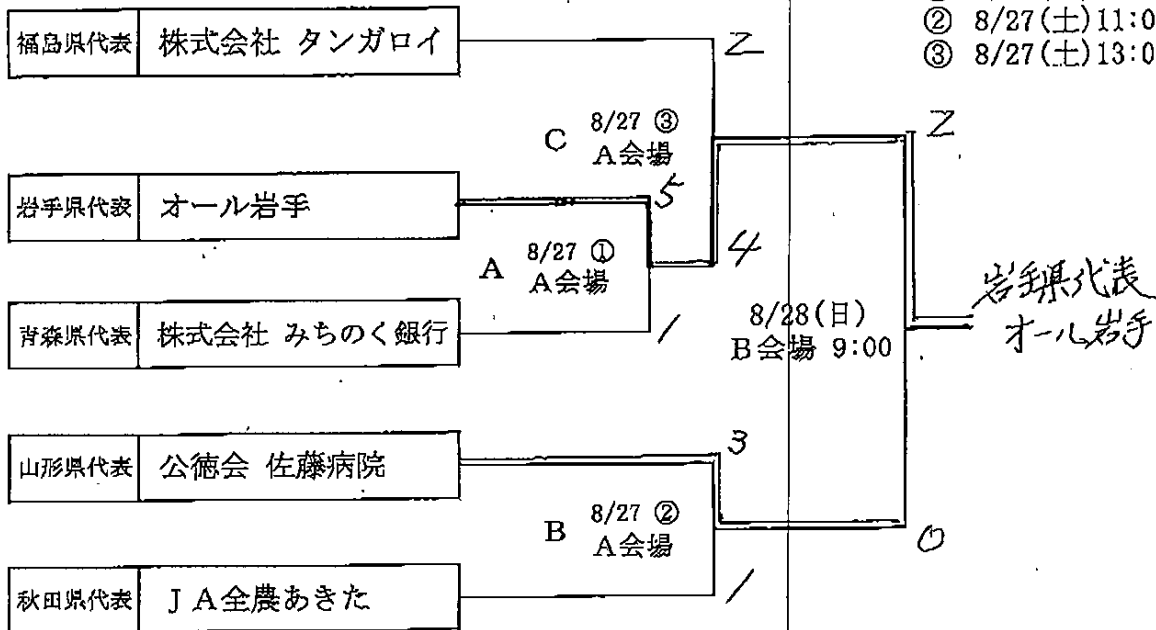 ② 8/27(土)11:0
③ 8/27(土)13:0
福島県代表 株式会社 タンガロイ
2
C 8/27 ③
A会場
2
岩手県代表 オール岩手
5
A 8/27 ①
A会場
4
青森県代表 株式会社 みちのく銀行
1
8/28(日)
B会場 9:00
岩手県代表
オール岩手
山形県代表 公徳会 佐藤病院
3
B 8/27 ②
A会場
0
秋田県代表 JA全農あきた
1